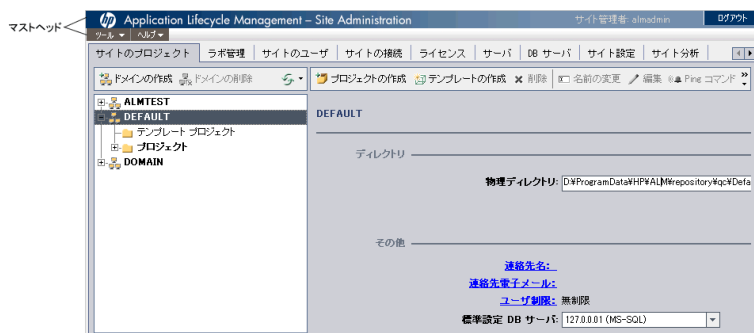 マストヘッド
hp Application Lifecycle Management – Site Administration サイト管理者: almadmin ログアウト
ツール ヘルプ
サイトのプロジェクト ラボ管理 サイトのユーザ サイトの接続 ライセンス サーバ DB サーバ サイト設定 サイト分析
ドメインの作成 ドメインの削除 プロジェクトの作成 テンプレートの作成 削除 名前の変更 編集 Ping コマンド
ALMTEST
DEFAULT
テンプレート プロジェクト
プロジェクト
DOMAIN
DEFAULT
ディレクトリ
物理ディレクトリ: D:¥ProgramData¥HP¥ALM¥repository¥qc¥Defa
その他
連絡先名:
連絡先電子メール:
ユーザ制限: 無制限
標準設定 DB サーバ: 127.0.0.01 (MS-SQL)